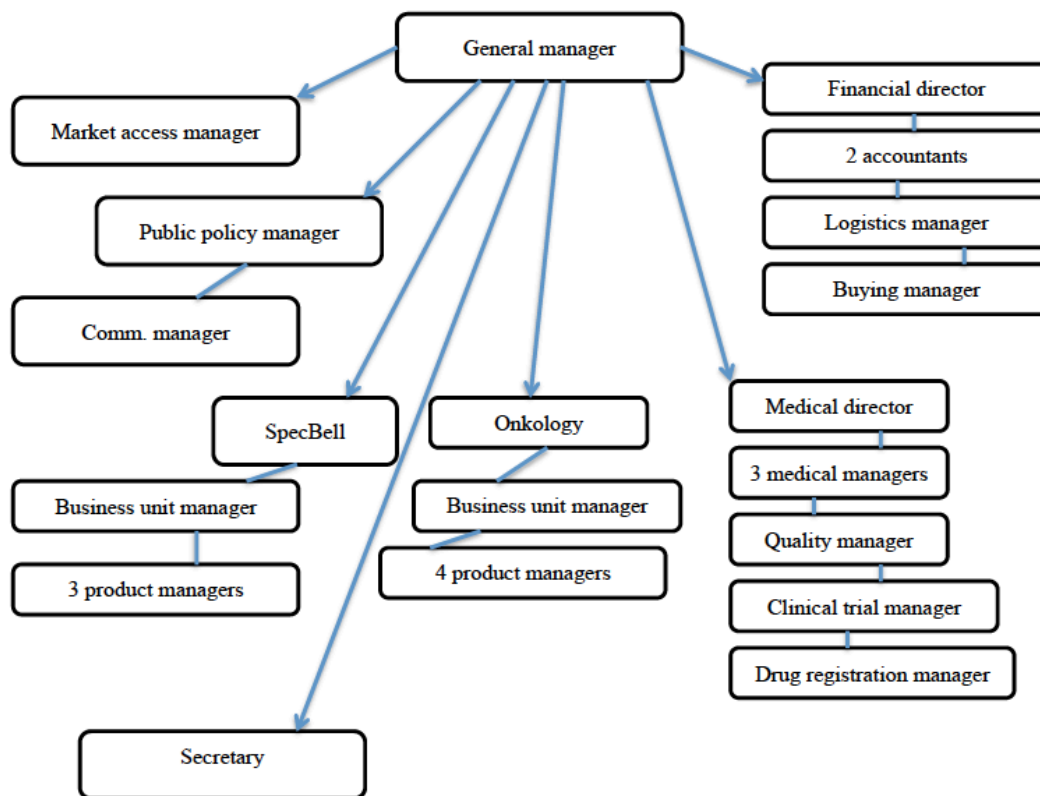 General manager
Market access manager
Public policy manager
Comm. manager
SpecBell
Business unit manager
3 product managers
Onkology
Business unit manager
4 product managers
Secretary
Financial director
2 accountants
Logistics manager
Buying manager
Medical director
3 medical managers
Quality manager
Clinical trial manager
Drug registration manager